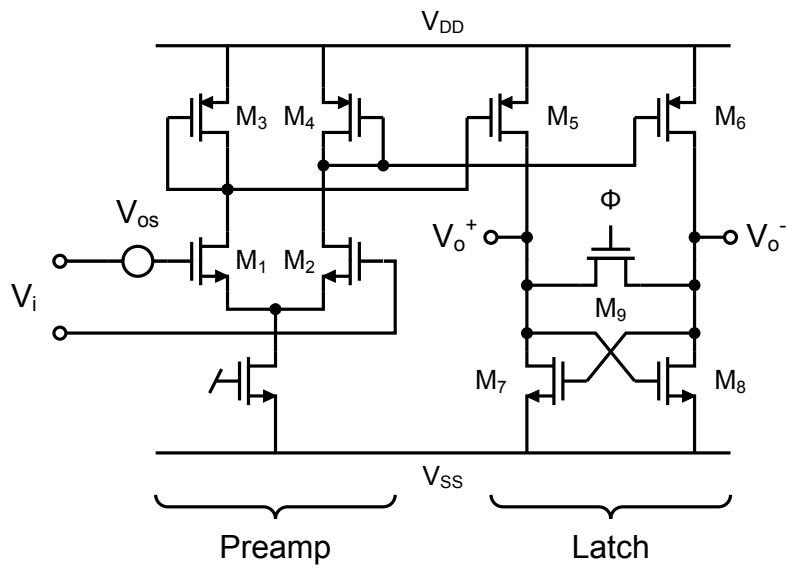 V_DD
M_3 M_4 M_5 M_6
V_os
Φ
V_o^+ V_o^-
M_1 M_2
V_i
M_9
M_7 M_8
V_SS
Preamp Latch